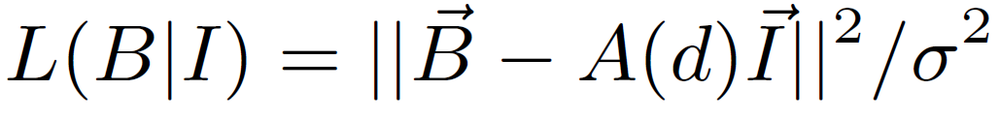 L(B|I) = ||B⃗ − A(d)I⃗||²/σ²